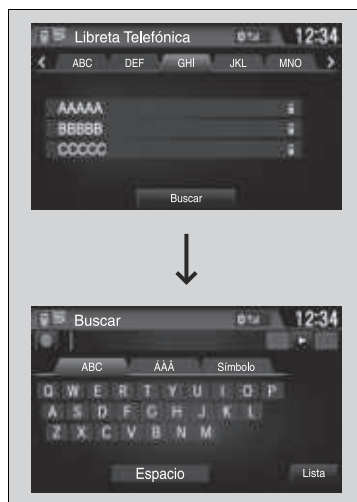 Libreta Telefónica 12:34
ABC DEF GHI JKL MNO
AAAAA
BBBBB
CCCCC
Buscar
Buscar 12:34
ABC ÁÀÂ Símbolo
Q W E R T Y U I O P
A S D F G H J K L
Z X C V B N M
Espacio Lista